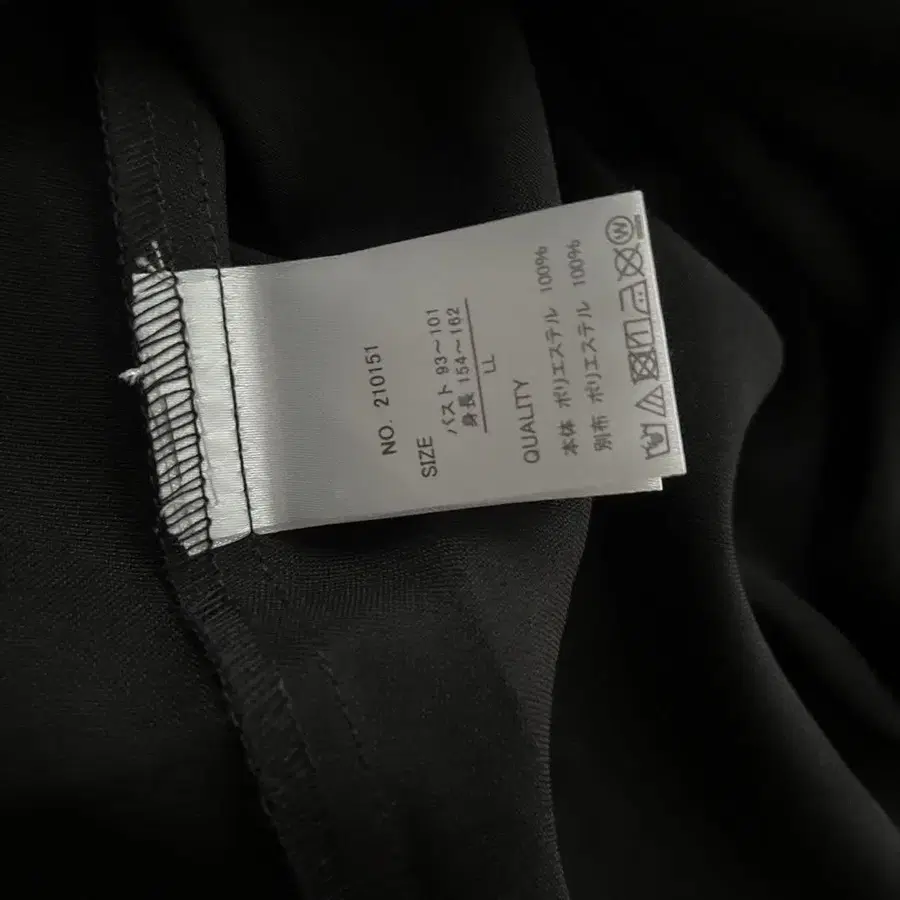 NO. 210151
SIZE
バスト 93～101
身長 154～162
LL
QUALITY
本体 ポリエステル 100%
別布 ポリエステル 100%
W